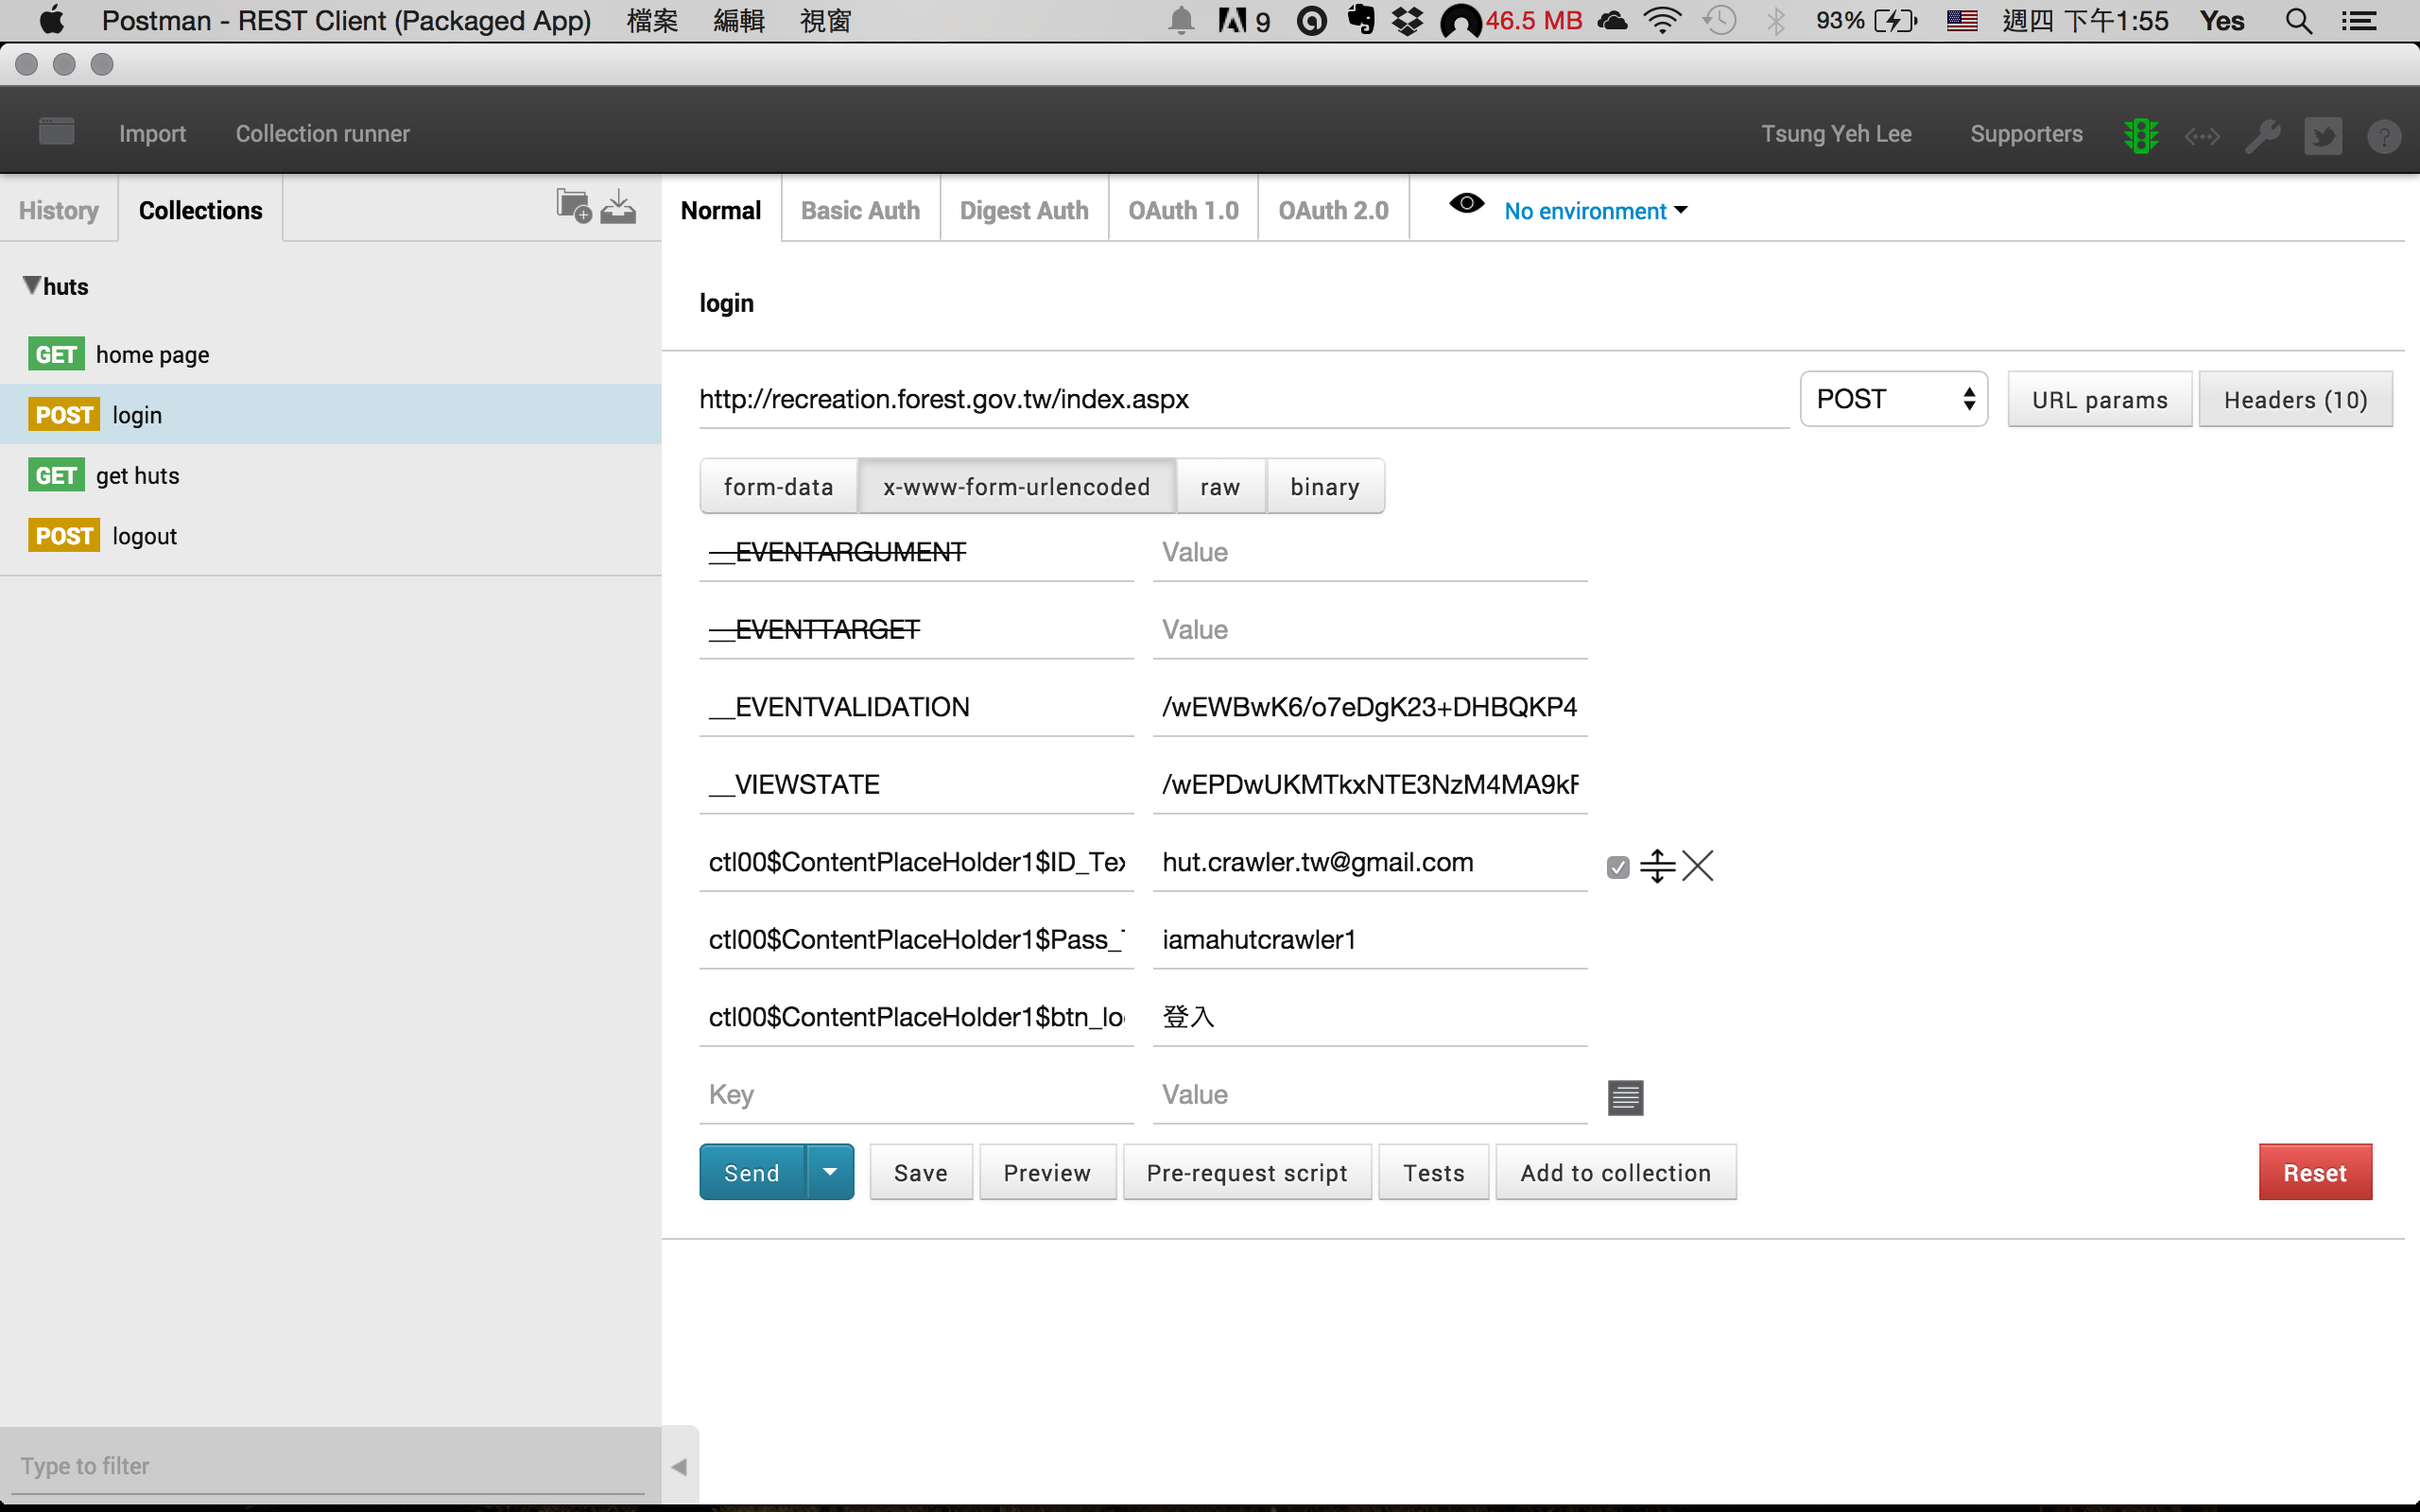 Postman - REST Client (Packaged App) 檔案 編輯 視窗 9 46.5 MB 93% 週四 下午1:55 Yes
Import Collection runner Tsung Yeh Lee Supporters
History Collections Normal Basic Auth Digest Auth OAuth 1.0 OAuth 2.0 No environment
huts
login
GET home page
http://recreation.forest.gov.tw/index.aspx POST URL params Headers (10)
POST login
GET get huts
form-data x-www-form-urlencoded raw binary
POST logout
__EVENTARGUMENT Value
__EVENTTARGET Value
__EVENTVALIDATION /wEWBwK6/o7eDgK23+DHBQKP4
__VIEWSTATE /wEPDwUKMTkxNTE3NzM4MA9kF
ctl00$ContentPlaceHolder1$ID_Tex hut.crawler.tw@gmail.com
ctl00$ContentPlaceHolder1$Pass_T iamahutcrawler1
ctl00$ContentPlaceHolder1$btn_lo 登入
Key Value
Send Save Preview Pre-request script Tests Add to collection Reset
Type to filter